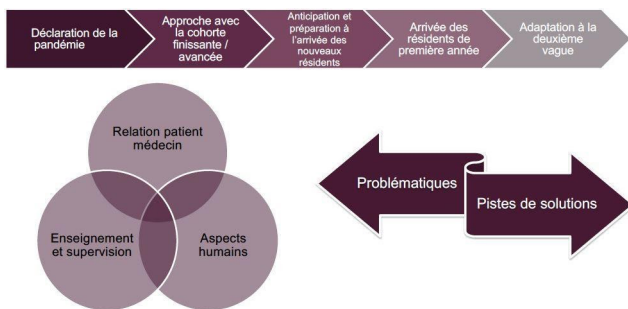 Déclaration de la
pandémie
Approche avec
la cohorte
finissante /
avancée
Anticipation et
préparation à
l'arrivée des
nouveaux
résidents
Arrivée des
résidents de
première année
Adaptation à la
deuxième
vague
Relation patient
médecin
Enseignement
et supervision
Aspects
humains
Problématiques
Pistes de solutions